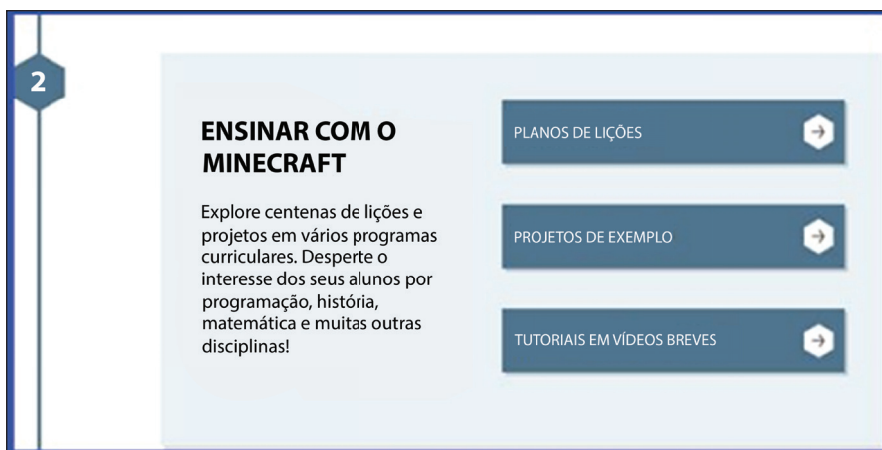 2
ENSINAR COM O
MINECRAFT
Explore centenas de lições e
projetos em vários programas
curriculares. Desperte o
interesse dos seus alunos por
programação, história,
matemática e muitas outras
disciplinas!
PLANOS DE LIÇÕES
PROJETOS DE EXEMPLO
TUTORIAIS EM VÍDEOS BREVES